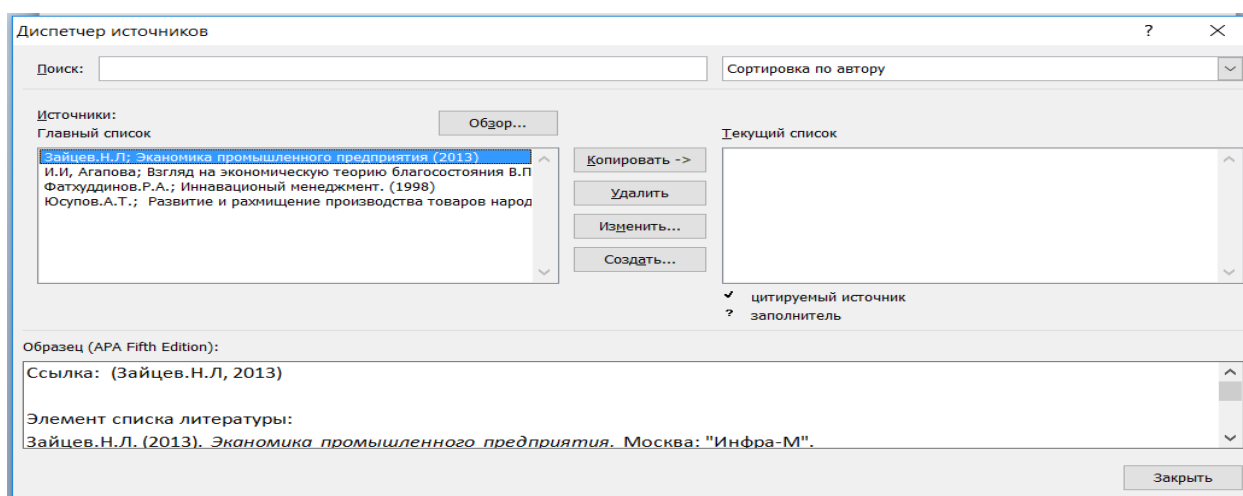 Диспетчер источников
?
Поиск:
Сортировка по автору
Источники:
Главный список
Обзор...
Текущий список
Зайцев.Н.Л; Экaномика промышленного предприятия (2013)
И.И, Агапова; Взгляд на экономическую теорию благосостояния В.П
Фатхуддинов.Р.А.; Иннавационый менеджмент. (1998)
Юсупов.А.Т.; Развитие и рахмищение производства товаров народ
Копировать ->
Удалить
Изменить...
Создать...
цитируемый источник
? заполнитель
Образец (APA Fifth Edition):
Ссылка: (Зайцев.Н.Л, 2013)
Элемент списка литературы:
Зайцев.Н.Л. (2013). Экaномика промышленного предприятия. Москва: "Инфра-М".
Закрыть